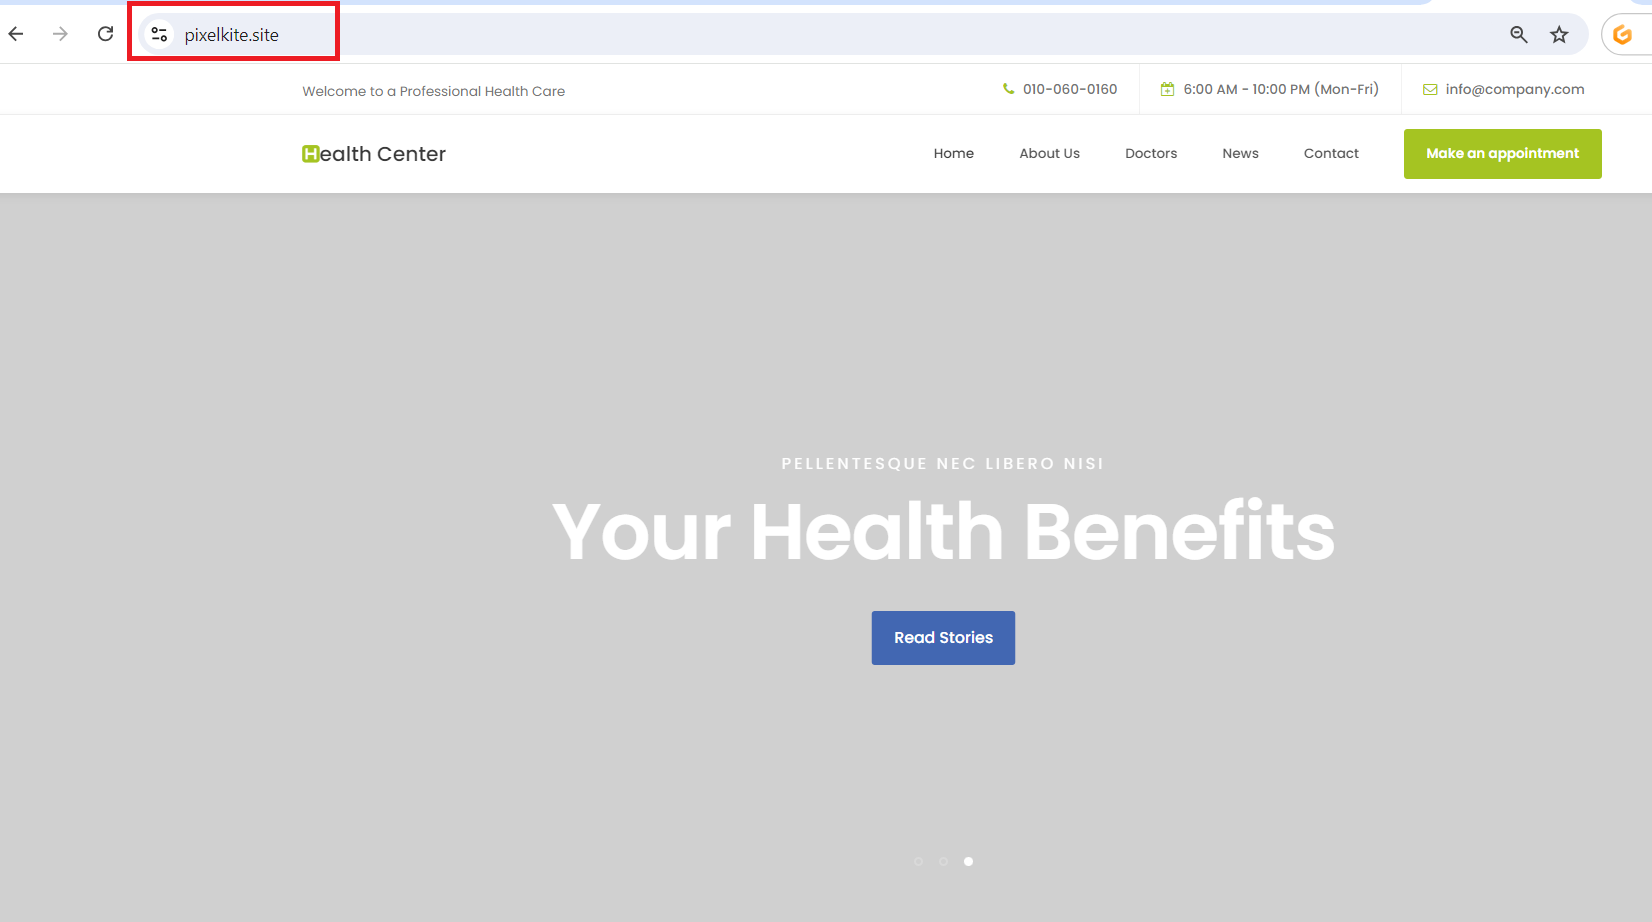 pixelkite.site
Welcome to a Professional Health Care
010-060-0160
6:00 AM - 10:00 PM (Mon-Fri)
info@company.com
Health Center
Home
About Us
Doctors
News
Contact
Make an appointment
PELLENTESQUE NEC LIBERO NISI
Your Health Benefits
Read Stories